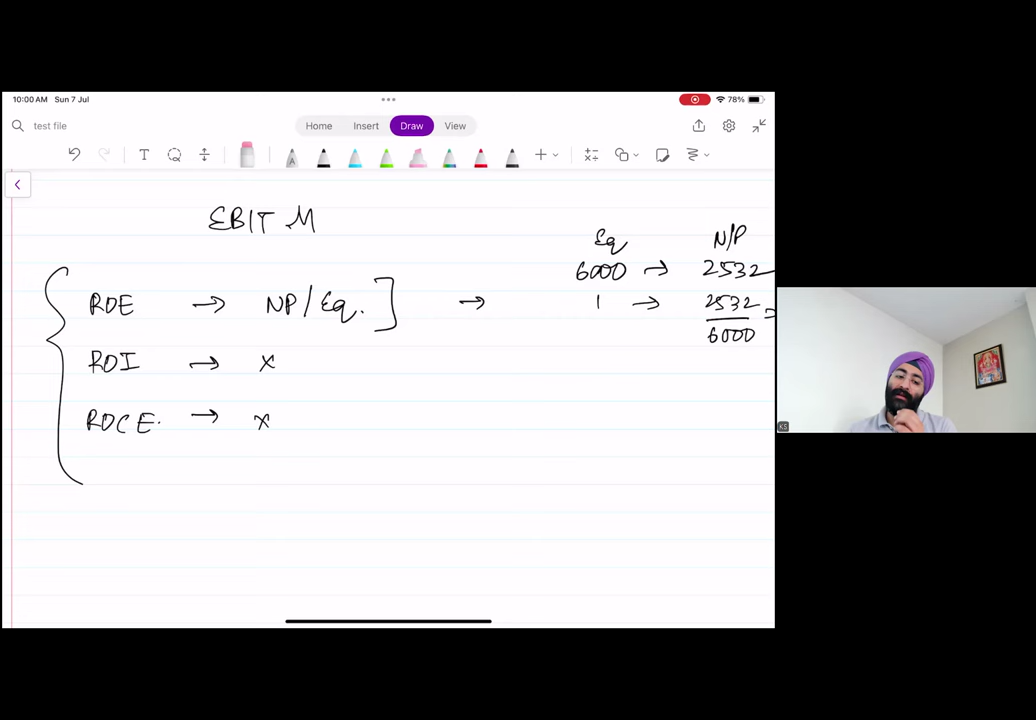 10:00 AM Sun 7 Jul
78%
test file
Home Insert Draw View
EBIT M
Eq N/P
6000 → 2532
ROE → NP/Eq. ] → 1 → 2532
6000 =
ROI → x
ROCE. → x
KS